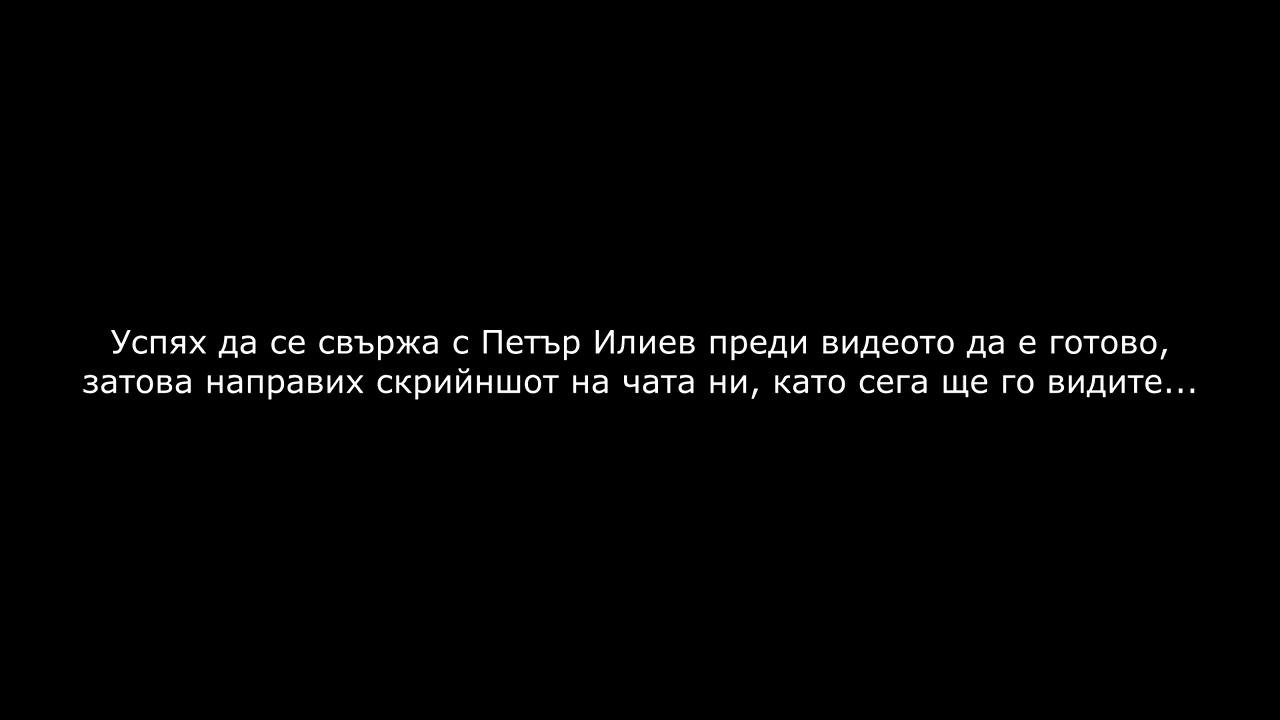 Успях да се свържа с Петър Илиев преди видеото да е готово,
затова направих скрийншот на чата ни, като сега ще го видите...